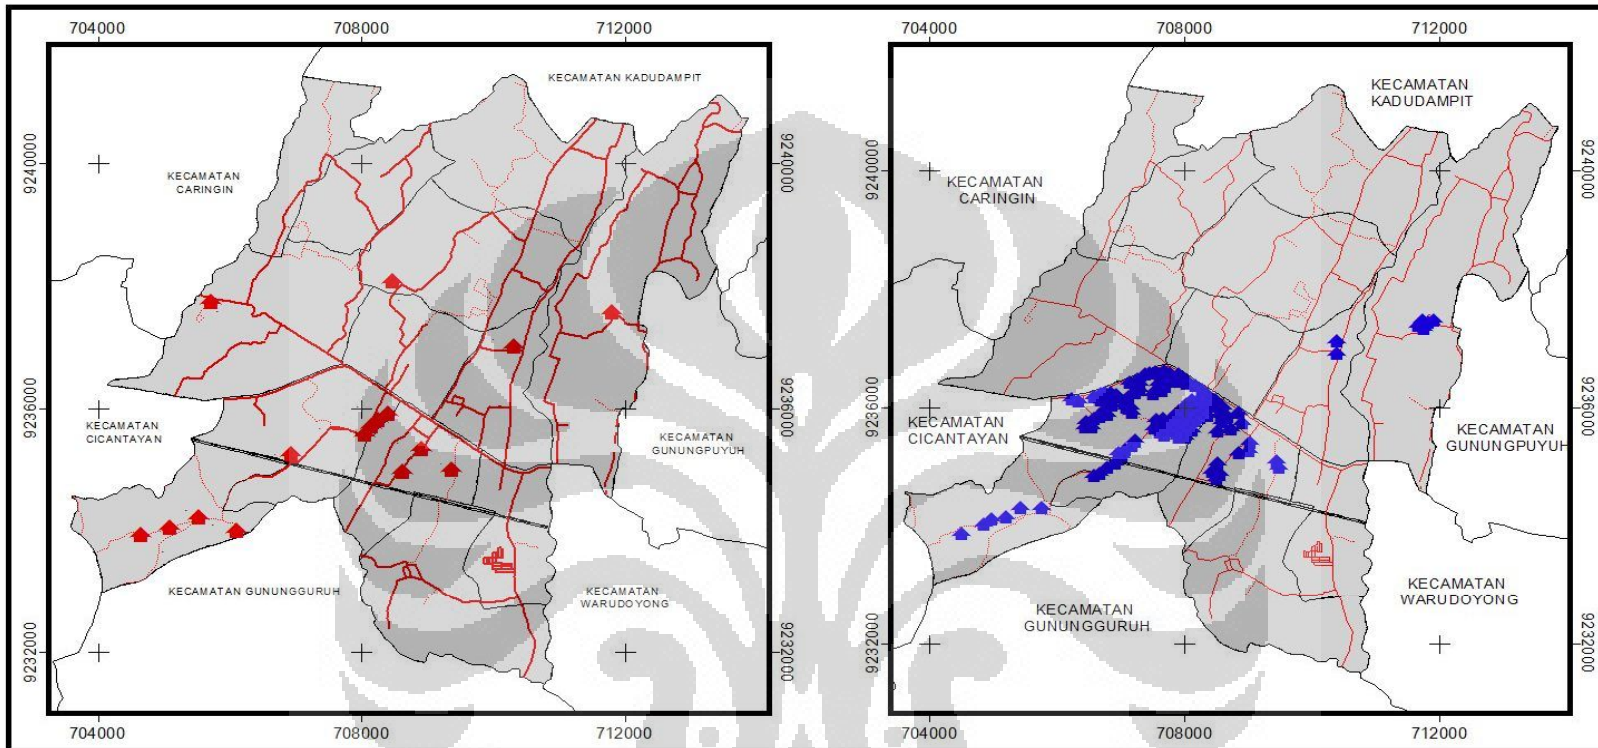 704000
708000
712000
KECAMATAN KADUDAMPIT
9240000
9240000
KECAMATAN
CARINGIN
9236000
9236000
KECAMATAN
CICANTAYAN
KECAMATAN
GUNUNGPUYUH
KECAMATAN GUNUNGGURUH
KECAMATAN
WARUDOYONG
9232000
9232000
704000
708000
712000
704000
708000
712000
KECAMATAN
KADUDAMPIT
9240000
9240000
KECAMATAN
CARINGIN
9236000
9236000
KECAMATAN
CICANTAYAN
KECAMATAN
GUNUNGPUYUH
KECAMATAN
WARUDOYONG
KECAMATAN
GUNUNGGURUH
9232000
9232000
704000
708000
712000